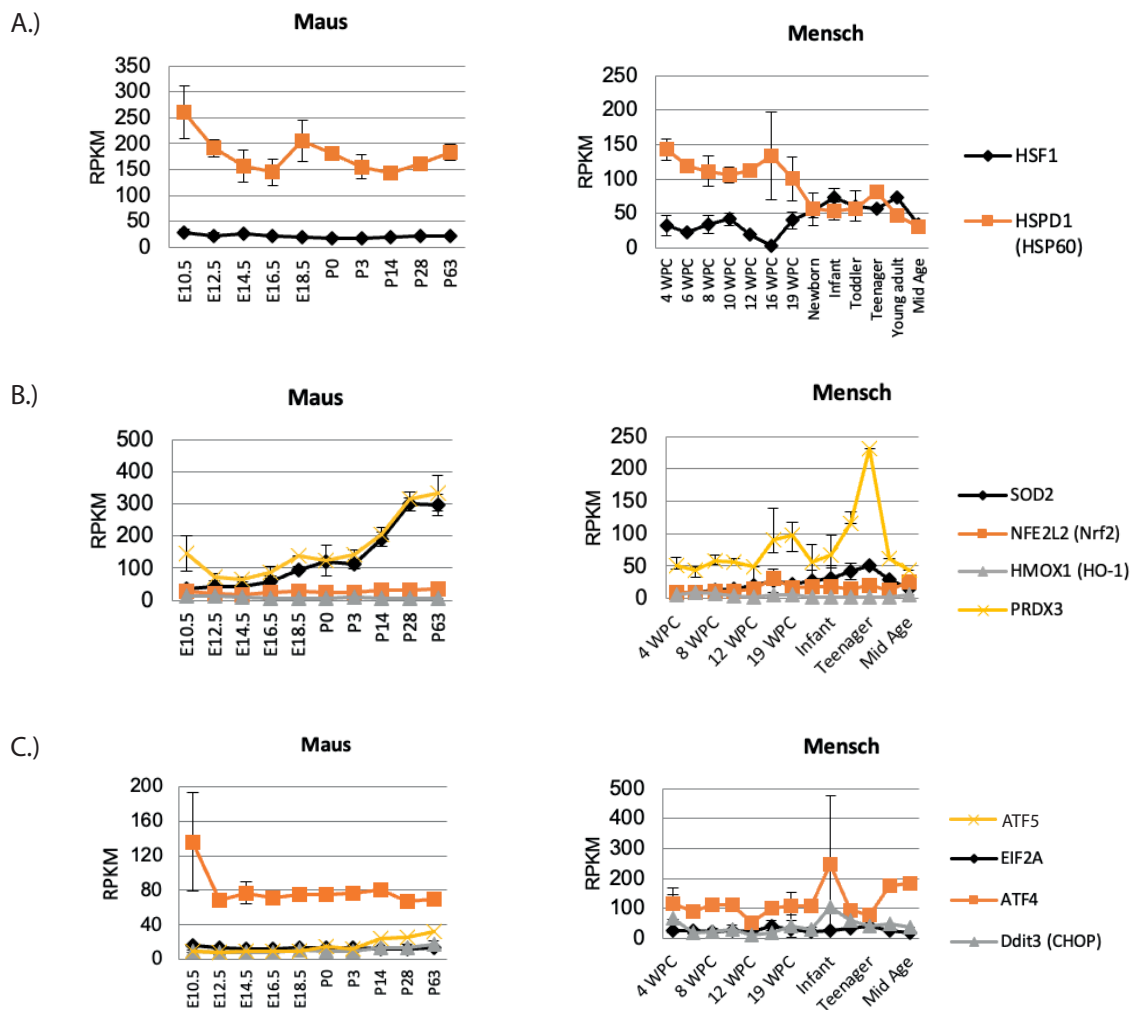 A.)
Maus
Mensch
350
300
250
200
150
100
50
0
RPKM
E10.5
E12.5
E14.5
E16.5
E18.5
P0
P3
P14
P28
P63
250
200
150
100
50
0
RPKM
4 WPC
6 WPC
8 WPC
10 WPC
12 WPC
16 WPC
19 WPC
Newborn
Infant
Toddler
Teenager
Young adult
Mid Age
HSF1
HSPD1
(HSP60)
B.)
Maus
Mensch
500
400
300
200
100
0
RPKM
E10.5
E12.5
E14.5
E16.5
E18.5
P0
P3
P14
P28
P63
250
200
150
100
50
0
RPKM
4 WPC
8 WPC
12 WPC
19 WPC
Infant
Teenager
Mid Age
SOD2
NFE2L2 (Nrf2)
HMOX1 (HO-1)
PRDX3
C.)
Maus
Mensch
200
160
120
80
40
0
RPKM
E10.5
E12.5
E14.5
E16.5
E18.5
P0
P3
P14
P28
P63
500
400
300
200
100
0
RPKM
4 WPC
8 WPC
12 WPC
19 WPC
Infant
Teenager
Mid Age
ATF5
EIF2A
ATF4
Ddit3 (CHOP)